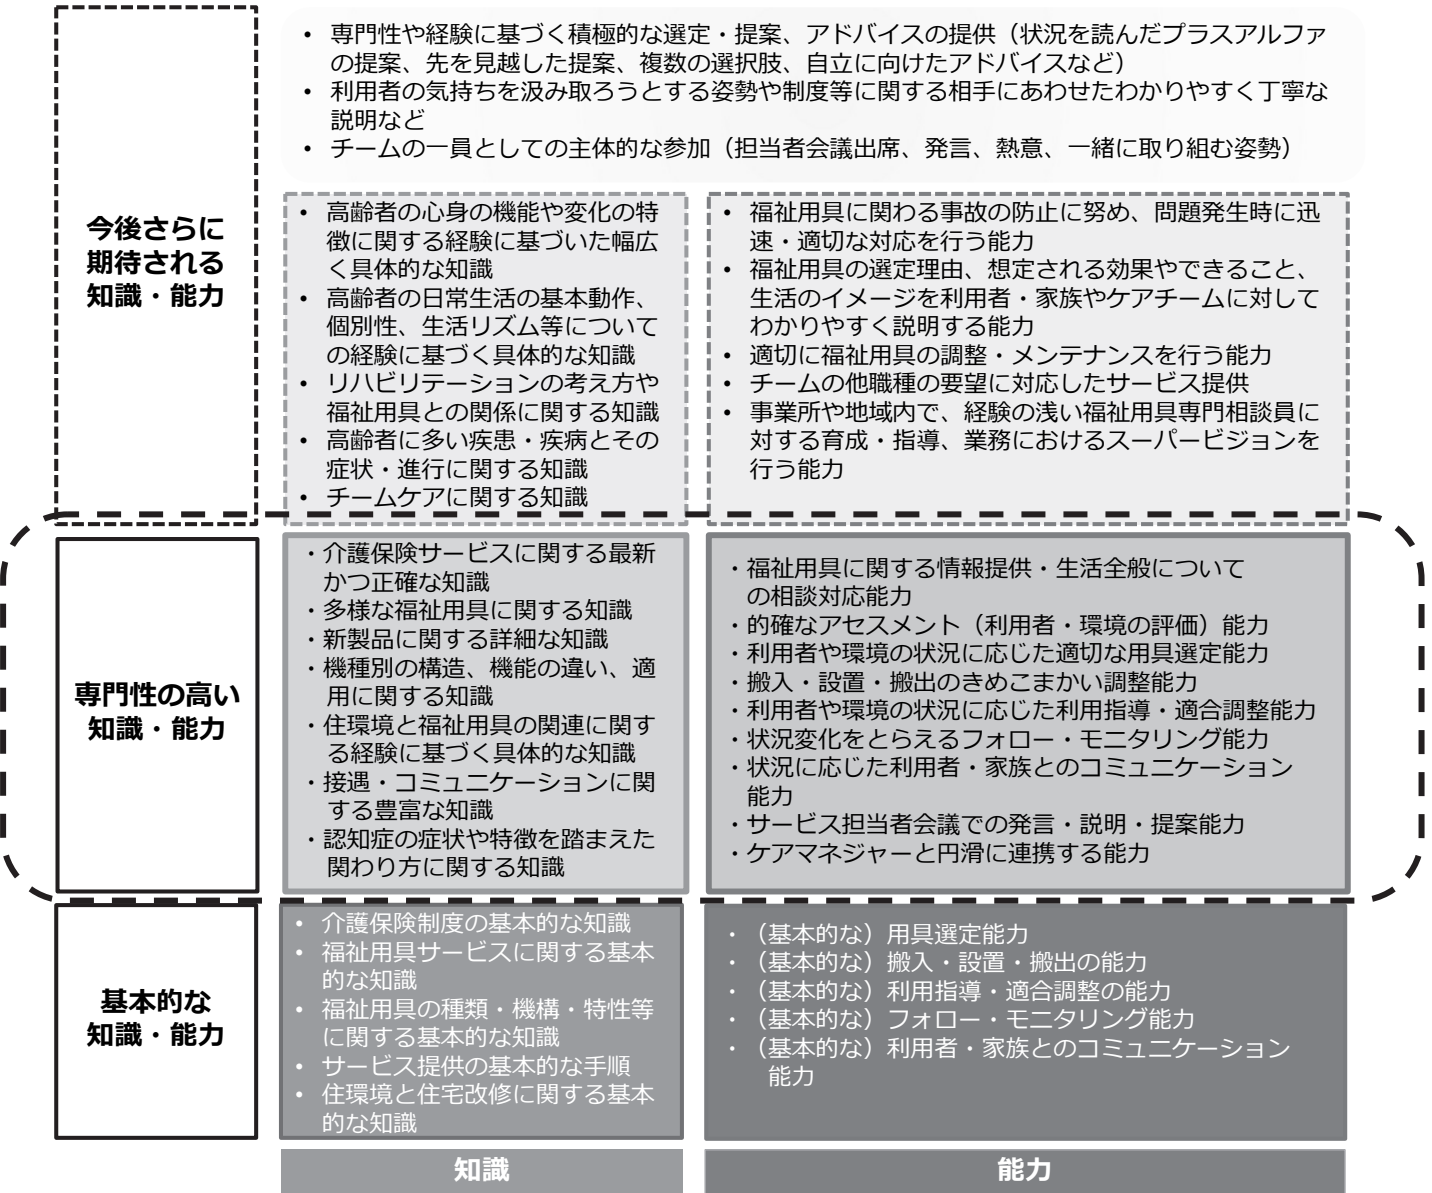 • 専門性や経験に基づく積極的な選定・提案、アドバイスの提供（状況を読んだプラスアルファ
の提案、先を見越した提案、複数の選択肢、自立に向けたアドバイスなど）
• 利用者の気持ちを汲み取ろうとする姿勢や制度等に関する相手にあわせたわかりやすく丁寧な
説明など
• チームの一員としての主体的な参加（担当者会議出席、発言、熱意、一緒に取り組む姿勢）
今後さらに
期待される
知識・能力
• 高齢者の心身の機能や変化の特
徴に関する経験に基づいた幅広
く具体的な知識
• 高齢者の日常生活の基本動作、
個別性、生活リズム等について
の経験に基づく具体的な知識
• リハビリテーションの考え方や
福祉用具との関係に関する知識
• 高齢者に多い疾患・疾病とその
症状・進行に関する知識
• チームケアに関する知識
• 福祉用具に関わる事故の防止に努め、問題発生時に迅
速・適切な対応を行う能力
• 福祉用具の選定理由、想定される効果やできること、
生活のイメージを利用者・家族やケアチームに対して
わかりやすく説明する能力
• 適切に福祉用具の調整・メンテナンスを行う能力
• チームの他職種の要望に対応したサービス提供
• 事業所や地域内で、経験の浅い福祉用具専門相談員に
対する育成・指導、業務におけるスーパービジョンを
行う能力
専門性の高い
知識・能力
・介護保険サービスに関する最新
かつ正確な知識
・多様な福祉用具に関する知識
・新製品に関する詳細な知識
・機種別の構造、機能の違い、適
用に関する知識
・住環境と福祉用具の関連に関す
る経験に基づく具体的な知識
・接遇・コミュニケーションに関
する豊富な知識
・認知症の症状や特徴を踏まえた
関わり方に関する知識
・福祉用具に関する情報提供・生活全般について
の相談対応能力
・的確なアセスメント（利用者・環境の評価）能力
・利用者や環境の状況に応じた適切な用具選定能力
・搬入・設置・搬出のきめこまかい調整能力
・利用者や環境の状況に応じた利用指導・適合調整能力
・状況変化をとらえるフォロー・モニタリング能力
・状況に応じた利用者・家族とのコミュニケーション
能力
・サービス担当者会議での発言・説明・提案能力
・ケアマネジャーと円滑に連携する能力
基本的な
知識・能力
• 介護保険制度の基本的な知識
• 福祉用具サービスに関する基本
的な知識
• 福祉用具の種類・機構・特性等
に関する基本的な知識
• サービス提供の基本的な手順
• 住環境と住宅改修に関する基本
的な知識
・（基本的な）用具選定能力
・（基本的な）搬入・設置・搬出の能力
・（基本的な）利用指導・適合調整の能力
・（基本的な）フォロー・モニタリング能力
・（基本的な）利用者・家族とのコミュニケーション
能力
知識
能力